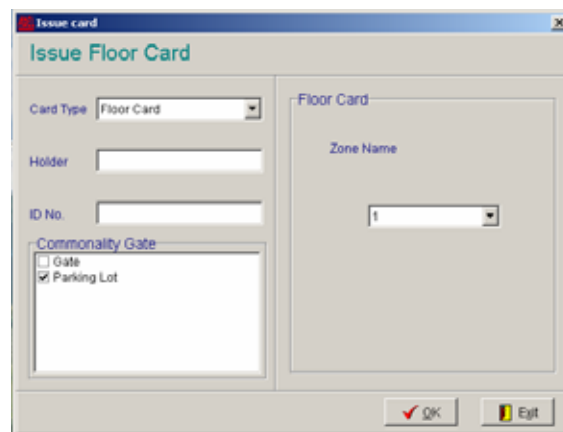 Issue card
Issue Floor Card
Card Type
Floor Card
Holder
ID No.
Commonality Gate
Gate
Parking Lot
Floor Card
Zone Name
1
OK
Exit